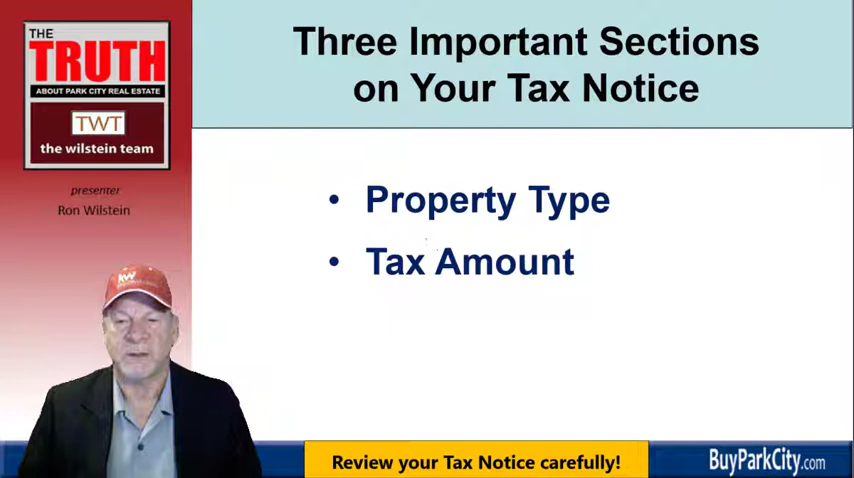 THE
TRUTH
ABOUT PARK CITY REAL ESTATE
TWT
the wilstein team
presenter
Ron Wilstein
kw
Three Important Sections
on Your Tax Notice
• Property Type
• Tax Amount
Review your Tax Notice carefully!
BuyParkCity.com